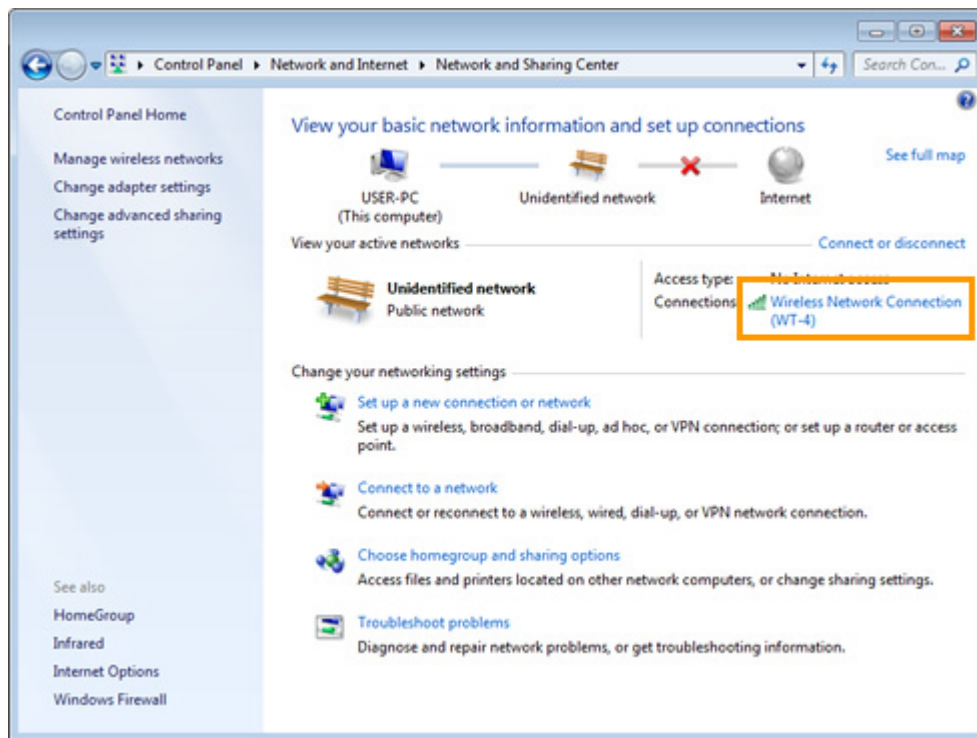 Control Panel ▸ Network and Internet ▸ Network and Sharing Center
Search Con...
Control Panel Home
Manage wireless networks
Change adapter settings
Change advanced sharing
settings
See also
HomeGroup
Infrared
Internet Options
Windows Firewall
View your basic network information and set up connections
See full map
USER-PC
(This computer)
Unidentified network
Internet
View your active networks
Connect or disconnect
Unidentified network
Public network
Access type: No Internet access
Connections: Wireless Network Connection
(WT-4)
Change your networking settings
Set up a new connection or network
Set up a wireless, broadband, dial-up, ad hoc, or VPN connection; or set up a router or access
point.
Connect to a network
Connect or reconnect to a wireless, wired, dial-up, or VPN network connection.
Choose homegroup and sharing options
Access files and printers located on other network computers, or change sharing settings.
Troubleshoot problems
Diagnose and repair network problems, or get troubleshooting information.